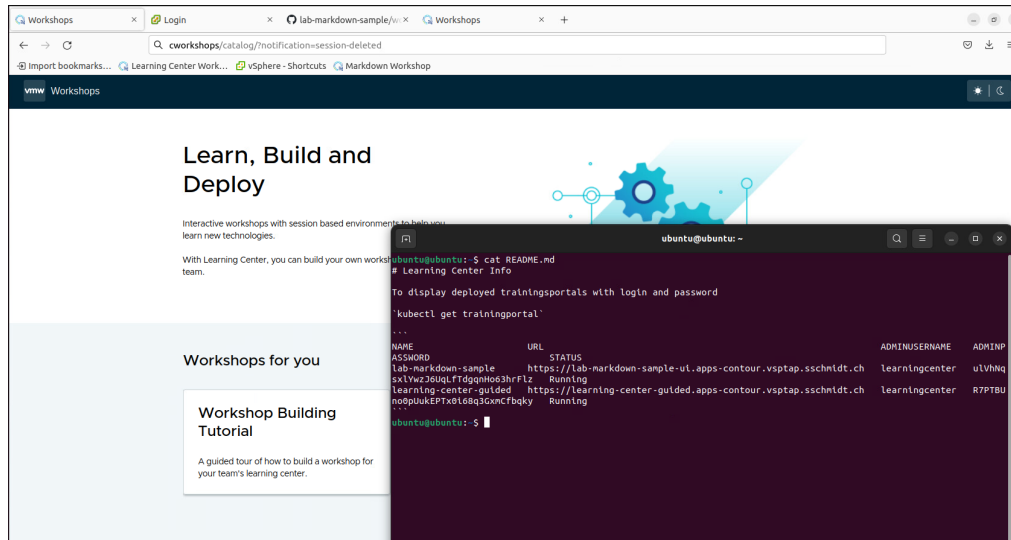 Workshops
Login
lab-markdown-sample/w
Workshops
cworkshops/catalog/?notification=session-deleted
Import bookmarks...
Learning Center Work...
vSphere - Shortcuts
Markdown Workshop
vmw Workshops
Learn, Build and
Deploy
Interactive workshops with session based environments to help you
learn new technologies.
With Learning Center, you can build your own works
team.
Workshops for you
Workshop Building
Tutorial
A guided tour of how to build a workshop for
your team's learning center.
ubuntu@ubuntu: ~
ubuntu@ubuntu:~$ cat README.md
# Learning Center Info
To display deployed trainingsportals with login and password
`kubectl get trainingportal`
```
NAME URL ADMINUSERNAME ADMINP
ASSWORD STATUS
lab-markdown-sample https://lab-markdown-sample-ui.apps-contour.vsptap.sschmidt.ch learningcenter ulVhNq
sxlYwzJ6UqLfTdgqnHo63hrFlz Running
learning-center-guided https://learning-center-guided.apps-contour.vsptap.sschmidt.ch learningcenter R7PTBU
no0pUukEPTx0i68q3GxmCfbqky Running
```
ubuntu@ubuntu:~$